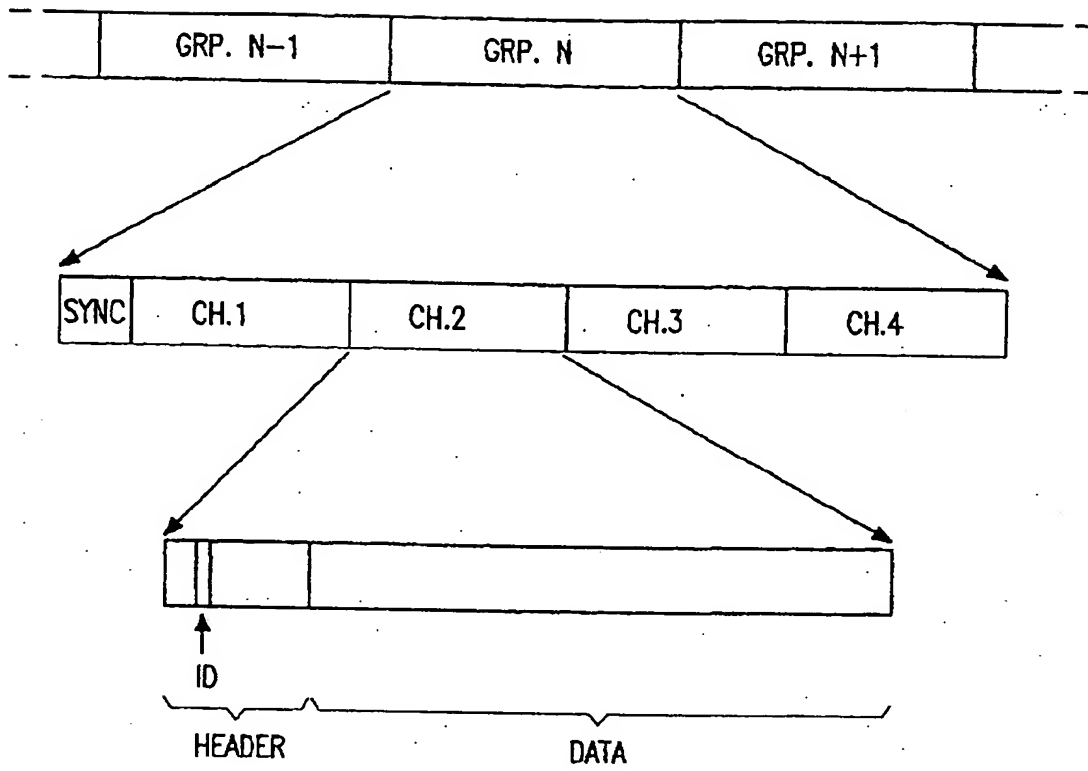 GRP. N-1 GRP. N GRP. N+1
SYNC CH.1 CH.2 CH.3 CH.4
ID
HEADER DATA